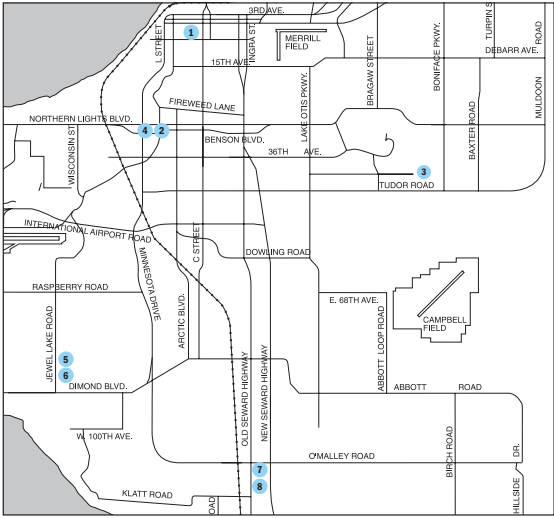 3RD AVE.
L STREET
1
INGRA ST.
MERRILL
FIELD
BRAGAW STREET
BONIFACE PKWY.
TURPIN S
DEBARR AVE.
ROAD
15TH AVE.
FIREWEED LANE
LAKE OTIS PKWY.
MULDOON
NORTHERN LIGHTS BLVD.
4
2
BENSON BLVD.
BAXTER ROAD
WISCONSIN ST
36TH AVE.
3
TUDOR ROAD
INTERNATIONAL AIRPORT ROAD
C STREET
MINNESOTA DRIVE
DOWLING ROAD
RASPBERRY ROAD
ARCTIC BLVD.
E. 68TH AVE.
CAMPBELL
FIELD
JEWEL LAKE ROAD
ABBOTT LOOP ROAD
5
6
OLD SEWARD HIGHWAY
NEW SEWARD HIGHWAY
DIMOND BLVD.
ABBOTT ROAD
W. 100TH AVE.
BIRCH ROAD
O'MALLEY ROAD
7
8
HILLSIDE DR.
KLATT ROAD
OAD